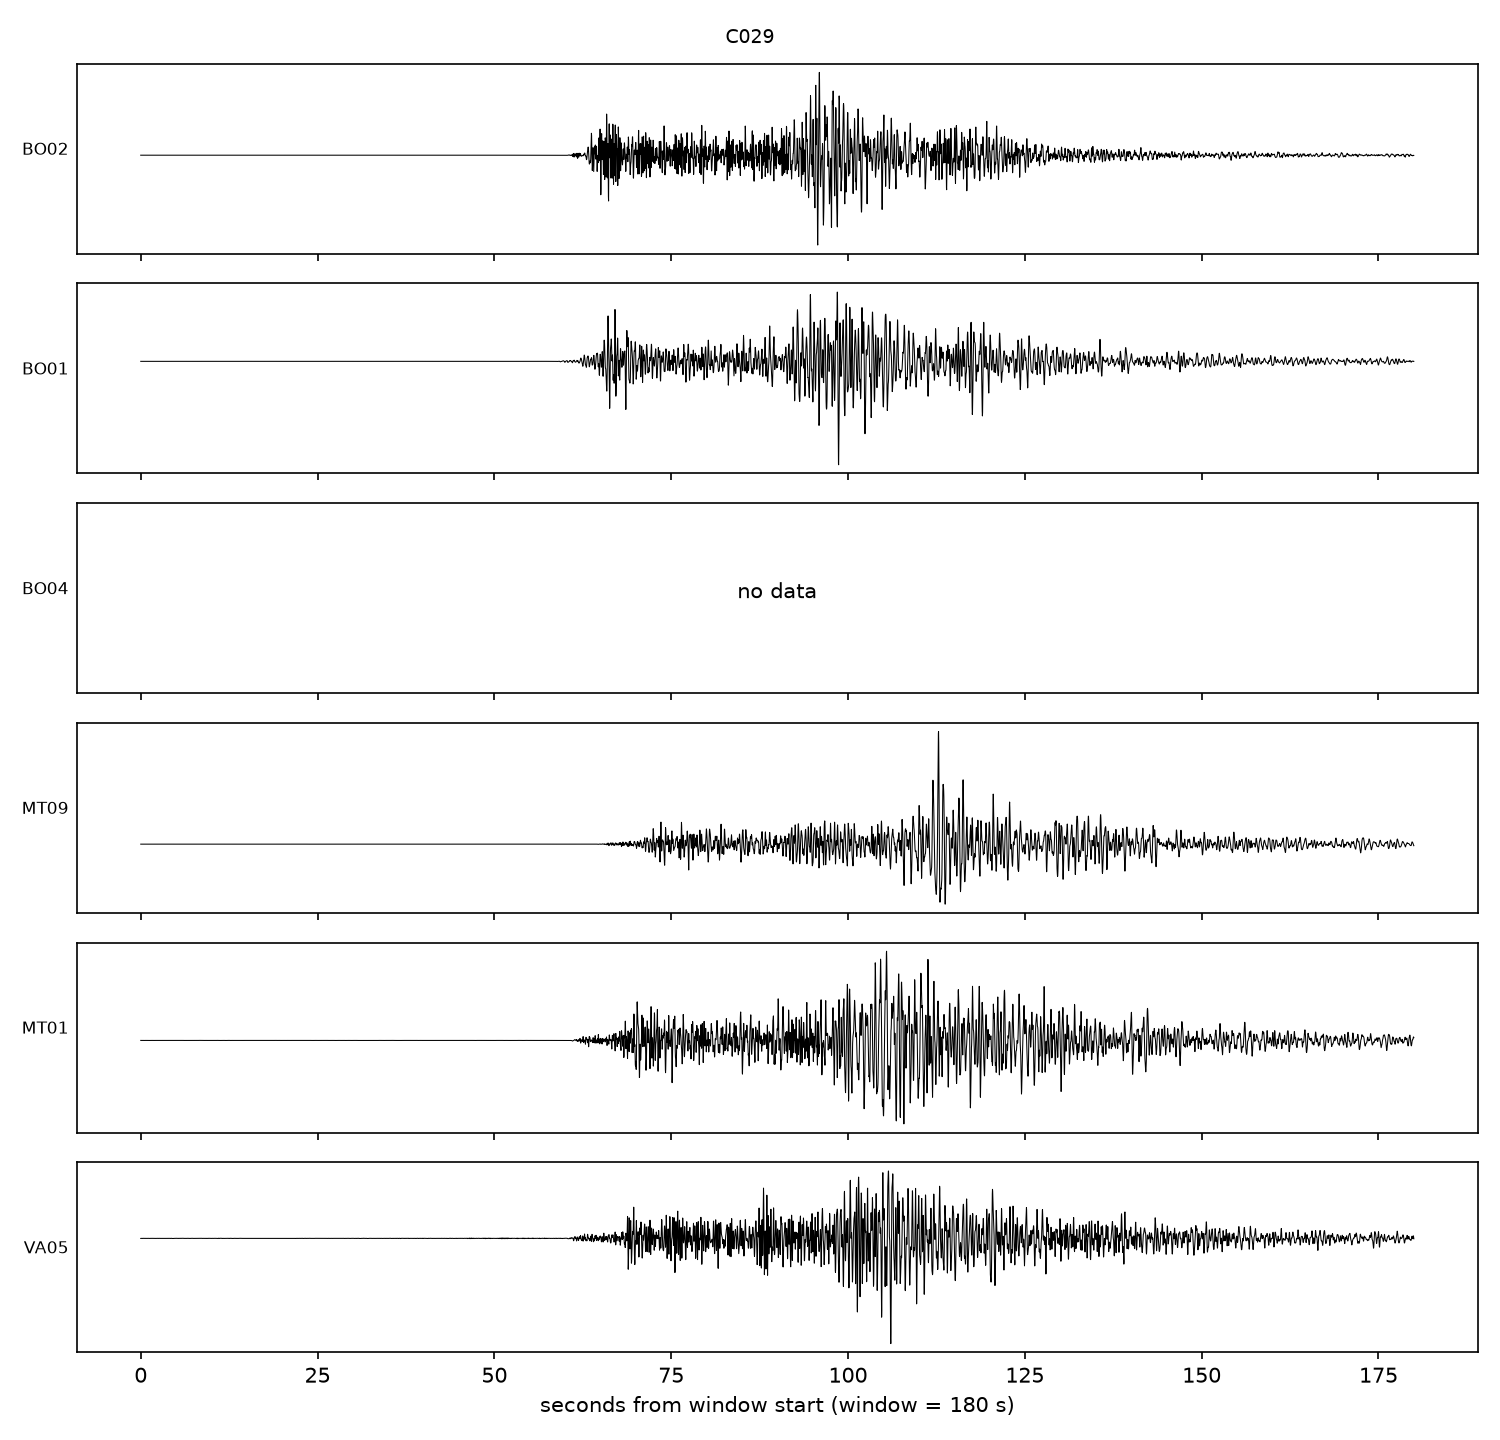 C029
BO02
BO01
BO04
no data
MT09
MT01
VA05
0 25 50 75 100 125 150 175
seconds from window start (window = 180 s)